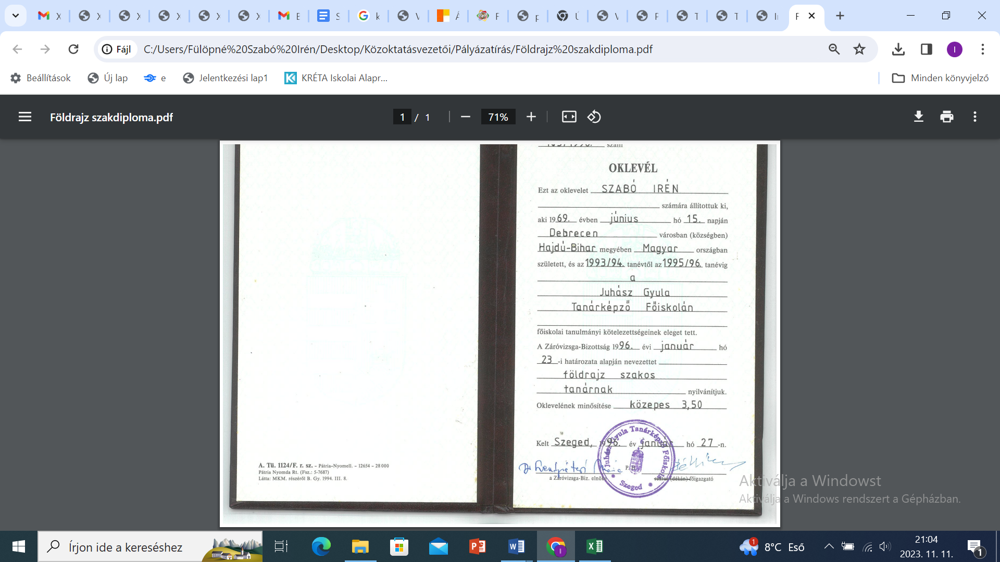 X
X
X
X
X
X
E
S
k
V
Á
F
p
Ú
V
P
T
T
I
F
Fájl
C:/Users/Fülöpné%20Szabó%20Irén/Desktop/Közoktatásvezetői/Pályázatírás/Földrajz%20szakdiploma.pdf
I
Beállítások
Új lap
e
Jelentkezési lap1
KRÉTA Iskolai Alapr...
Minden könyvjelző
Földrajz szakdiploma.pdf
1 / 1
71%
szám
OKLEVÉL
Ezt az oklevelet SZABÓ IRÉN
számára állítottuk ki,
aki 1969. évben június hó 15. napján
Debrecen városban (községben)
Hajdú-Bihar megyében Magyar országban
született, és az 1993/94. tanévtől az 1995/96. tanévig
a
Juhász Gyula
Tanárképző Főiskolán
főiskolai tanulmányi kötelezettségeinek eleget tett.
A Záróvizsga-Bizottság 1996. évi január hó
23-i határozata alapján nevezettet
földrajz szakos
tanárnak nyilvánítjuk.
Oklevelének minősítése közepes 3,50
Kelt Szeged, 1996. év január hó 27-n.
Juhász Gyula Tanárképző Főiskola
Szeged
P.H.
a Záróvizsga-Biz. elnöke
rektor (dékán) főigazgató
A. Tü. 1124/F. r. sz. – Pátria–Nyomell. – 12654 – 28 000
Pátria Nyomda Rt. (Fsz.: 5-7687)
Látta: MKM. részéről B. Gy. 1994. III. 8.
Aktiválja a Windowst
Aktiválja a Windows rendszert a Gépházban.
Írjon ide a kereséshez
1
8°C Eső
21:04
2023. 11. 11.
1